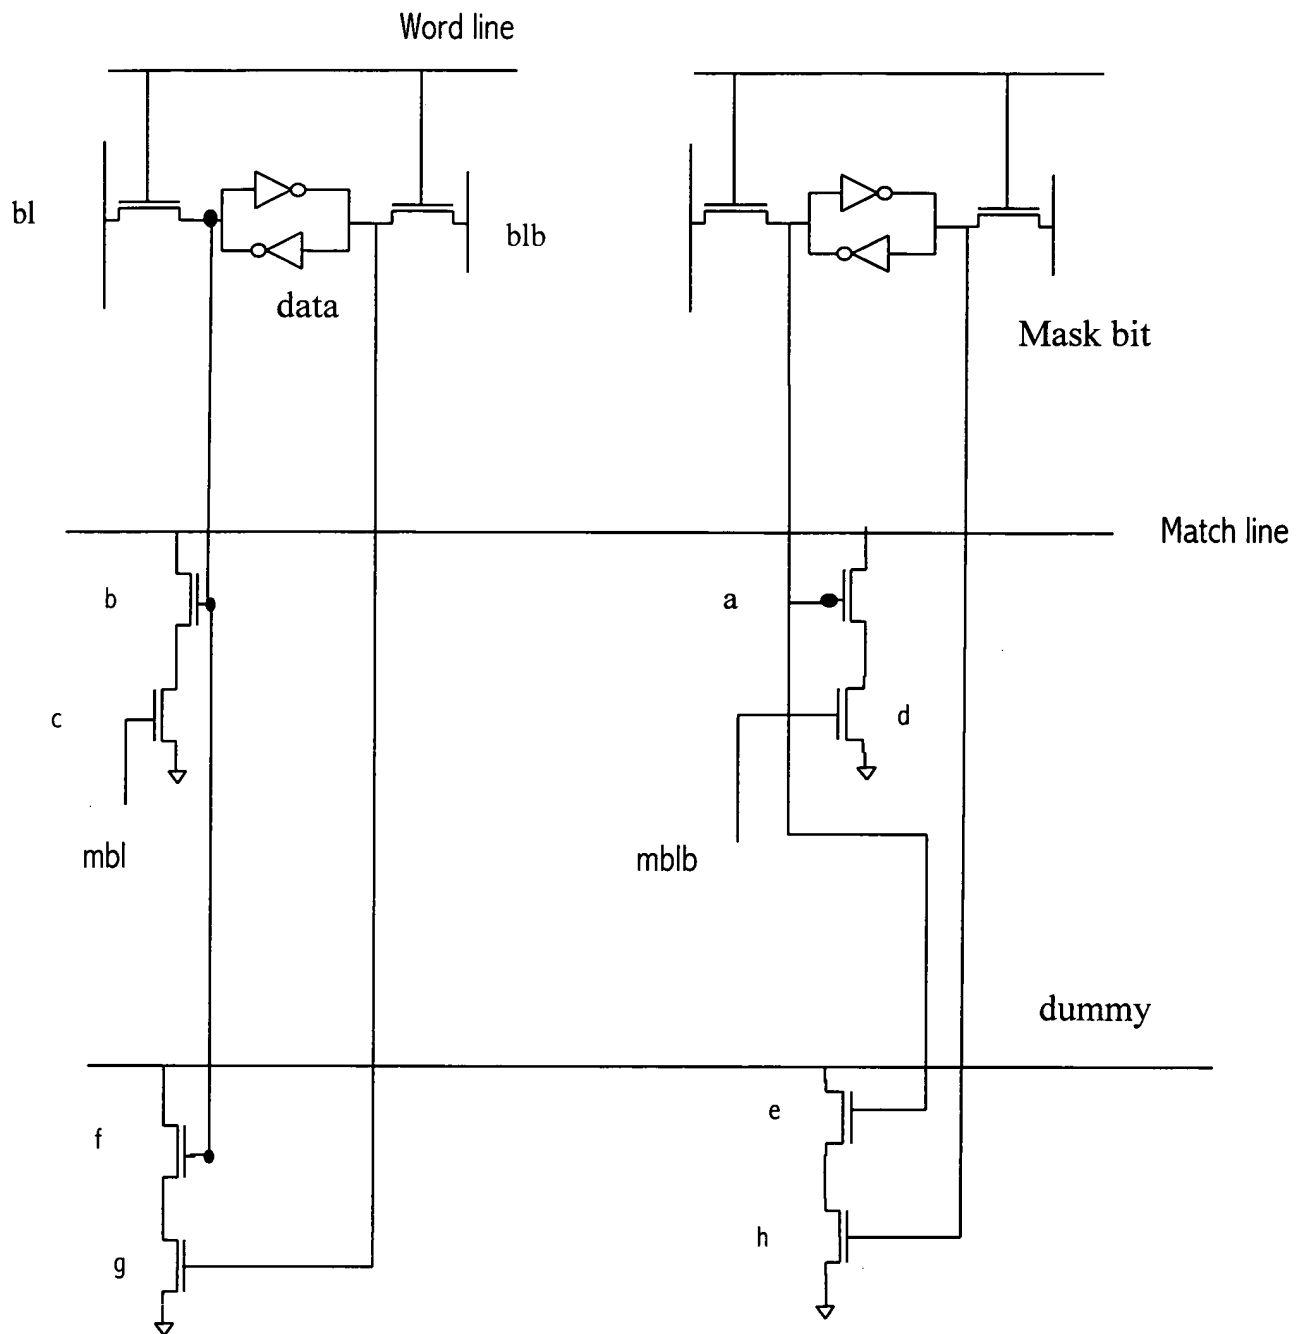 Word line
bl
blb
data
Mask bit
Match line
b
a
c
d
mbl
mblb
dummy
e
f
h
g